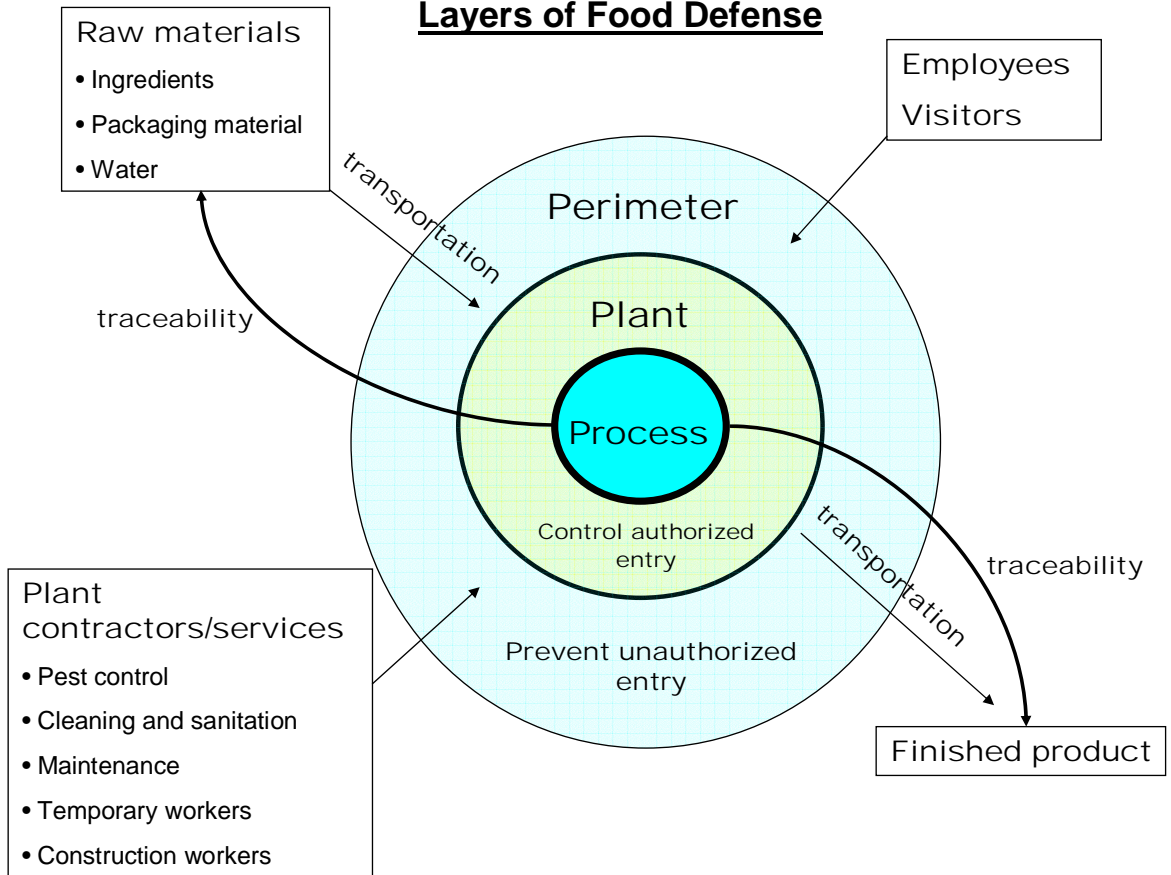 Layers of Food Defense
Raw materials
• Ingredients
• Packaging material
• Water
Employees
Visitors
transportation
Perimeter
traceability
Plant
Process
Control authorized
entry
transportation
traceability
Plant
contractors/services
• Pest control
• Cleaning and sanitation
• Maintenance
• Temporary workers
• Construction workers
Prevent unauthorized
entry
Finished product